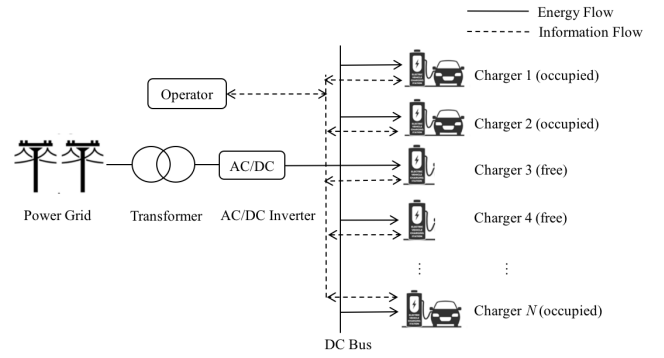 Energy Flow
Information Flow
Operator
Charger 1 (occupied)
Charger 2 (occupied)
AC/DC
Charger 3 (free)
Power Grid
Transformer
AC/DC Inverter
Charger 4 (free)
Charger N (occupied)
DC Bus